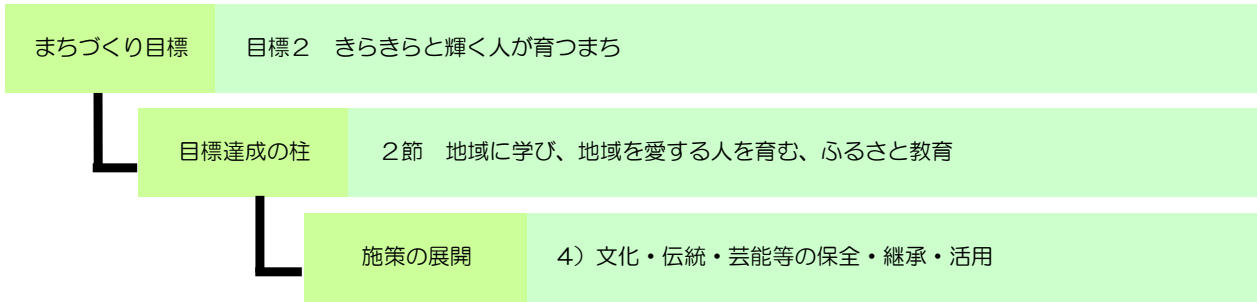 まちづくり目標　目標２　きらきらと輝く人が育つまち
目標達成の柱　２節　地域に学び、地域を愛する人を育む、ふるさと教育
施策の展開　４）文化・伝統・芸能等の保全・継承・活用